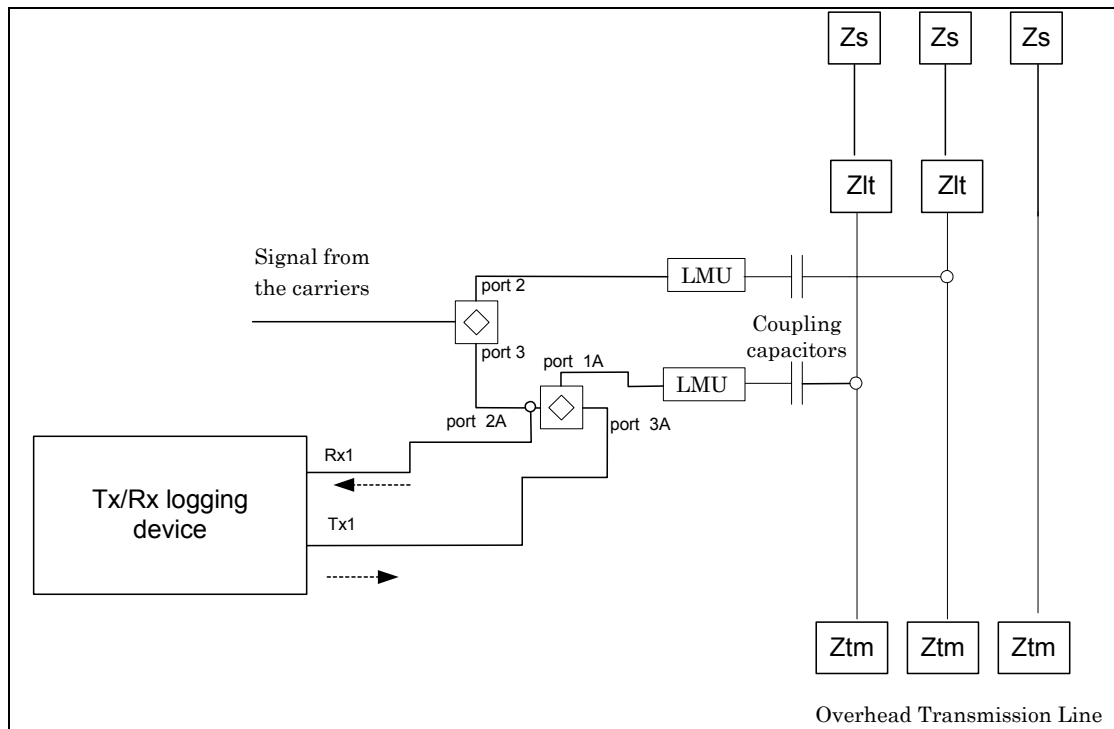 Zs Zs Zs
Zlt Zlt
Signal from
the carriers
port 2
LMU
port 3
Coupling
capacitors
port 1A
LMU
port 2A
port 3A
Rx1
Tx/Rx logging
device
Tx1
Ztm Ztm Ztm
Overhead Transmission Line